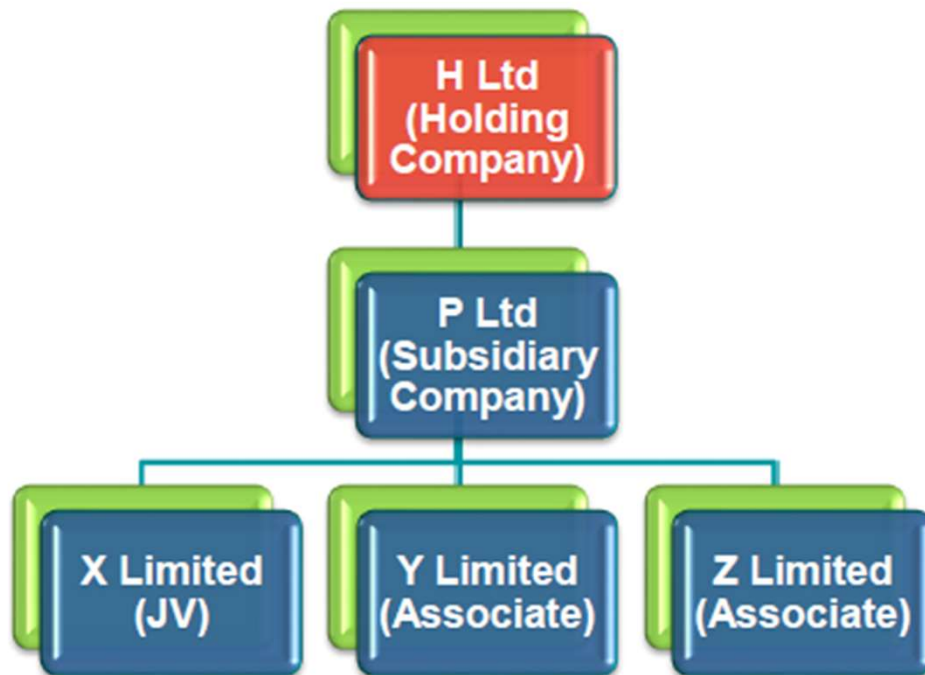 H Ltd
(Holding
Company)
P Ltd
(Subsidiary
Company)
X Limited
(JV)
Y Limited
(Associate)
Z Limited
(Associate)